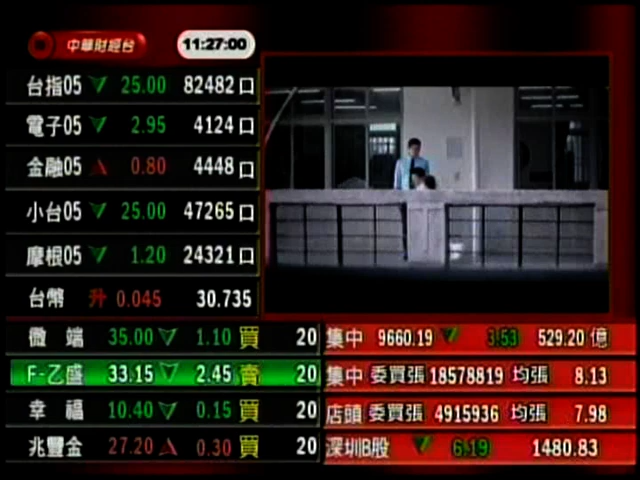 中華財經台 11:27:00
台指05 ▽ 25.00 82482口
電子05 ▽ 2.95 4124口
金融05 △ 0.80 4448口
小台05 ▽ 25.00 47265口
摩根05 ▽ 1.20 24321口
台幣 升 0.045 30.735
微端 35.00 ▽ 1.10 買 20
F-乙盛 33.15 ▽ 2.45 賣 20
幸福 10.40 ▽ 0.15 買 20
兆豐金 27.20 △ 0.30 買 20
集中 9660.19 ▼ 3.53 529.20 億
集中 委買張 18578819 均張 8.13
店頭 委買張 4915936 均張 7.98
深圳B股 ▼ 6.19 1480.83